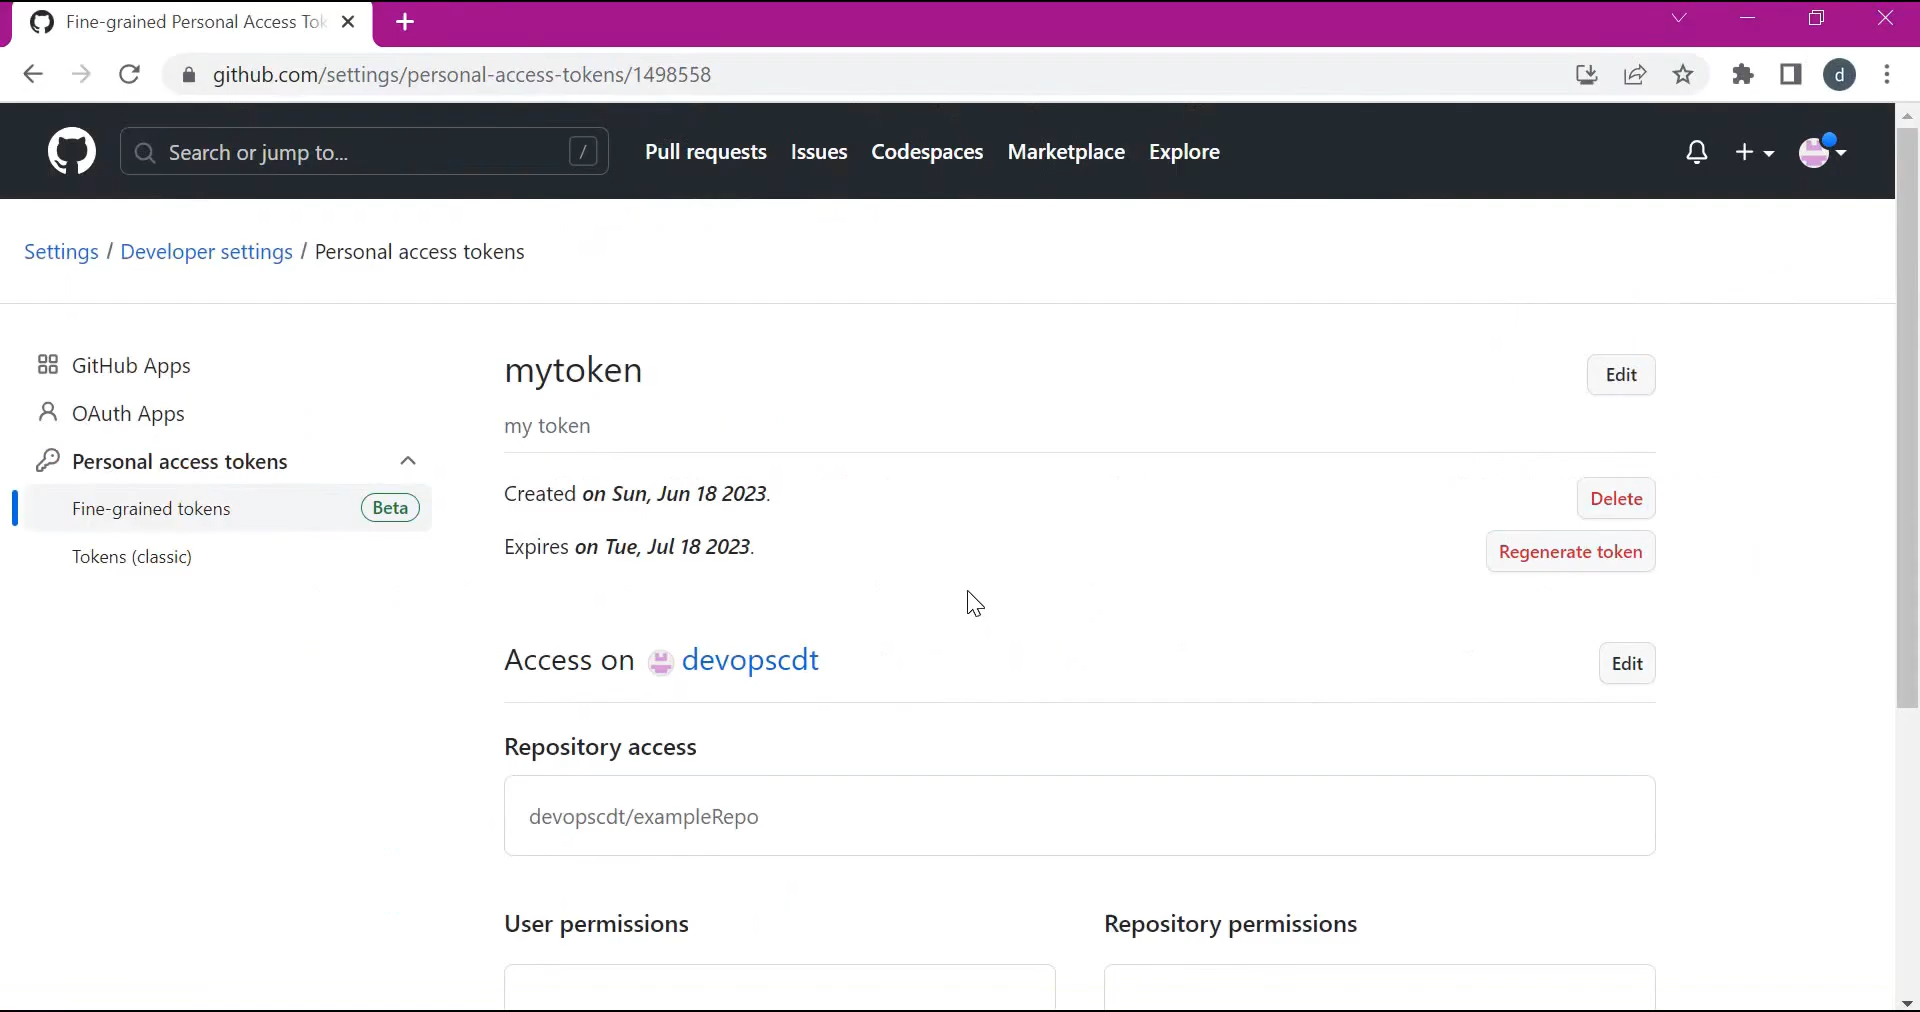 Fine-grained Personal Access Tok
github.com/settings/personal-access-tokens/1498558
d
Search or jump to...
/
Pull requests
Issues
Codespaces
Marketplace
Explore
Settings / Developer settings / Personal access tokens
GitHub Apps
OAuth Apps
Personal access tokens
Fine-grained tokens
Beta
Tokens (classic)
mytoken
Edit
my token
Created on Sun, Jun 18 2023.
Delete
Expires on Tue, Jul 18 2023.
Regenerate token
Access on devopscdt
Edit
Repository access
devopscdt/exampleRepo
User permissions
Repository permissions